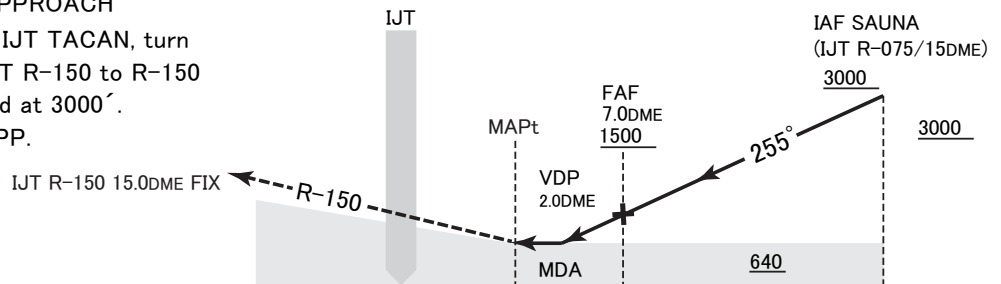 PPROACH
IJT TACAN, turn
T R-150 to R-150
d at 3000´.
PP.
IJT
IAF SAUNA
(IJT R-075/15DME)
3000
3000
FAF
7.0DME
1500
MAPt
VDP
2.0DME
255°
IJT R-150 15.0DME FIX
R-150
MDA
640